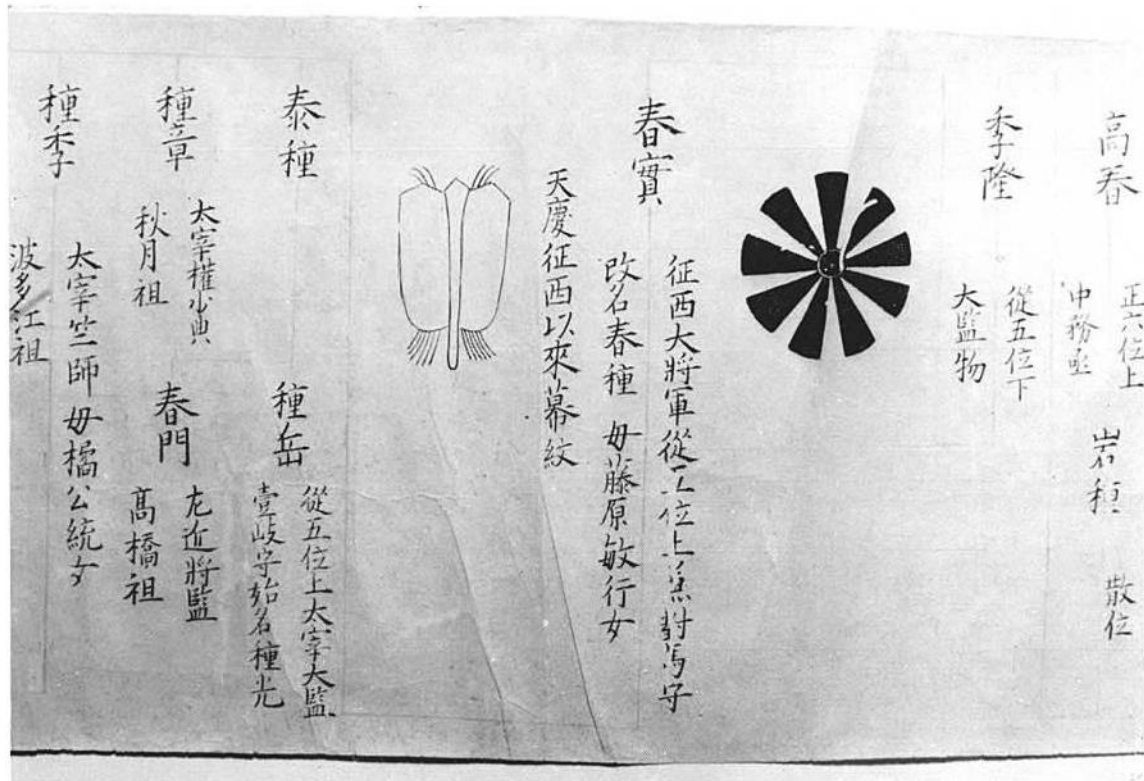 高春
正六位上
中務丞
岩種
散位
季隆
從五位下
大監物
春實
征西大將軍從五位上兼對馬守
改名春種 母藤原敏行女
天慶征西以來幕紋
泰種
種岳
從五位上太宰大監
壹岐守始名種光
種章
太宰權少典
秋月祖
春門
左近將監
高橋祖
種季
太宰竺師 母橘公統女
波多江祖